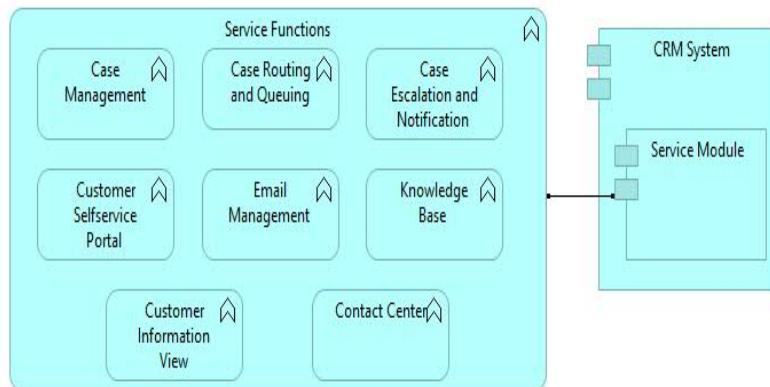 Service Functions
CRM System
Case
Management
Case Routing
and Queuing
Case
Escalation and
Notification
Service Module
Customer
Selfservice
Portal
Email
Management
Knowledge
Base
Customer
Information
View
Contact Center